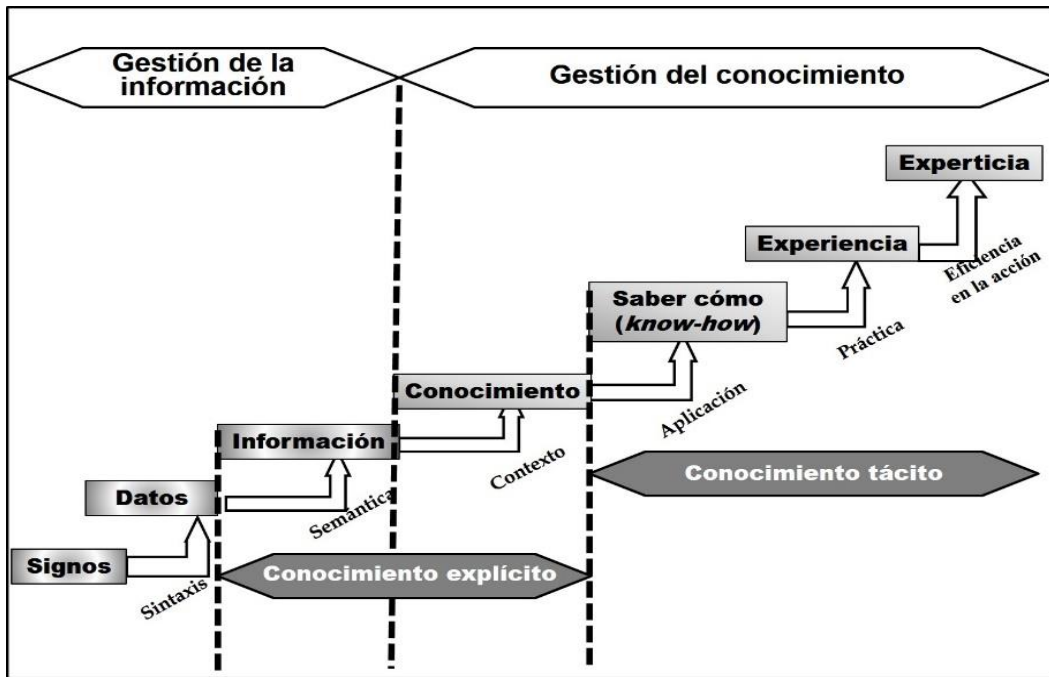 Gestión de la
información
Gestión del conocimiento
Experticia
Experiencia
Eficiencia
en la acción
Saber cómo
(know-how)
Práctica
Conocimiento
Aplicación
Información
Contexto
Conocimiento tácito
Datos
Semántica
Signos
Conocimiento explícito
Sintaxis